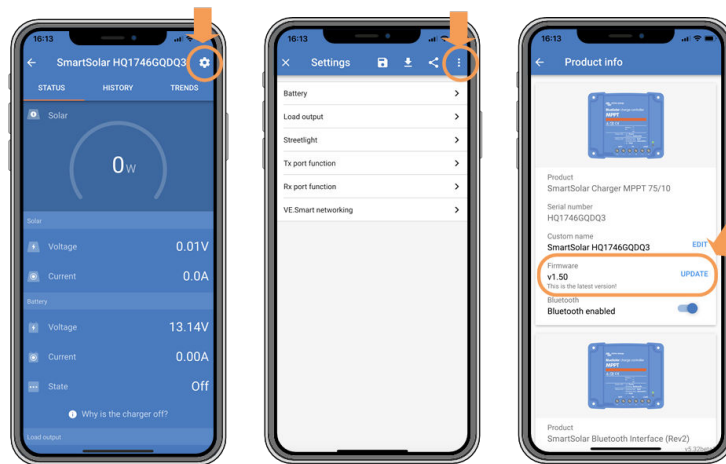 16:13
SmartSolar HQ1746GQDQ3
STATUS
HISTORY
TRENDS
Solar
0W
Solar
Voltage
0.01V
Current
0.0A
Battery
Voltage
13.14V
Current
0.00A
State
Off
Why is the charger off?
Load output
16:13
Settings
Battery
Load output
Streetlight
Tx port function
Rx port function
VE.Smart networking
16:13
Product info
MPPT
Product
SmartSolar Charger MPPT 75/10
Serial number
HQ1746GQDQ3
Custom name
SmartSolar HQ1746GQDQ3
EDIT
Firmware
v1.50
UPDATE
This is the latest version!
Bluetooth
Bluetooth enabled
MPPT
Product
SmartSolar Bluetooth Interface (Rev2)